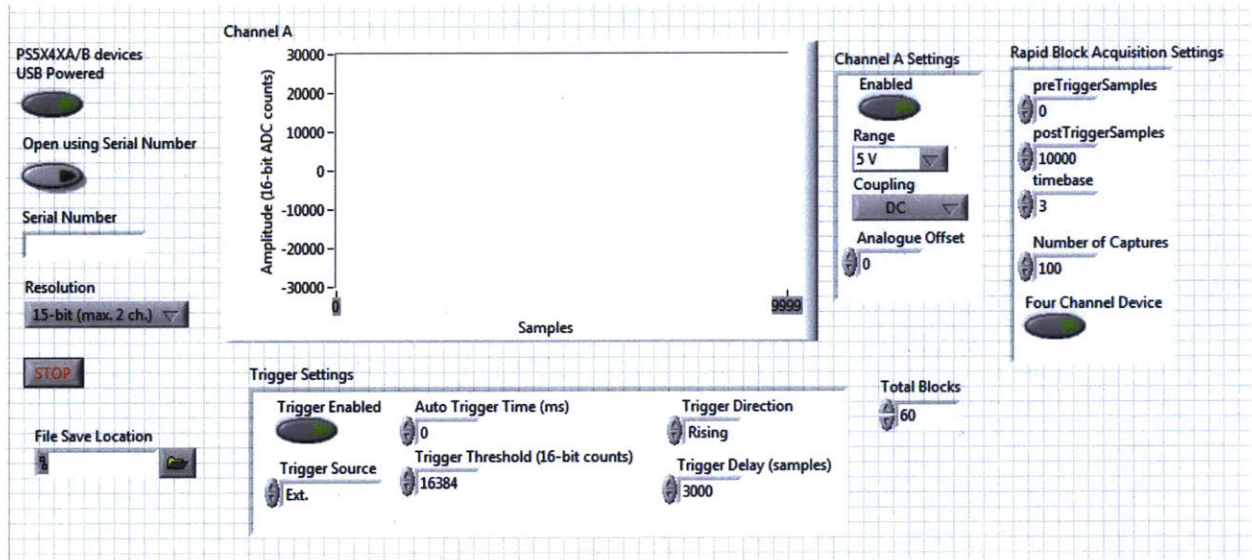 PS5X4XA/B devices
USB Powered
Open using Serial Number
Serial Number
Resolution
15-bit (max. 2 ch.)
STOP
File Save Location
Channel A
Amplitude (16-bit ADC counts)
30000
20000
10000
0
-10000
-20000
-30000
0
9999
Samples
Channel A Settings
Enabled
Range
5 V
Coupling
DC
Analogue Offset
0
Rapid Block Acquisition Settings
preTriggerSamples
0
postTriggerSamples
10000
timebase
3
Number of Captures
100
Four Channel Device
Trigger Settings
Trigger Enabled
Trigger Source
Ext.
Auto Trigger Time (ms)
0
Trigger Threshold (16-bit counts)
16384
Trigger Direction
Rising
Trigger Delay (samples)
3000
Total Blocks
60